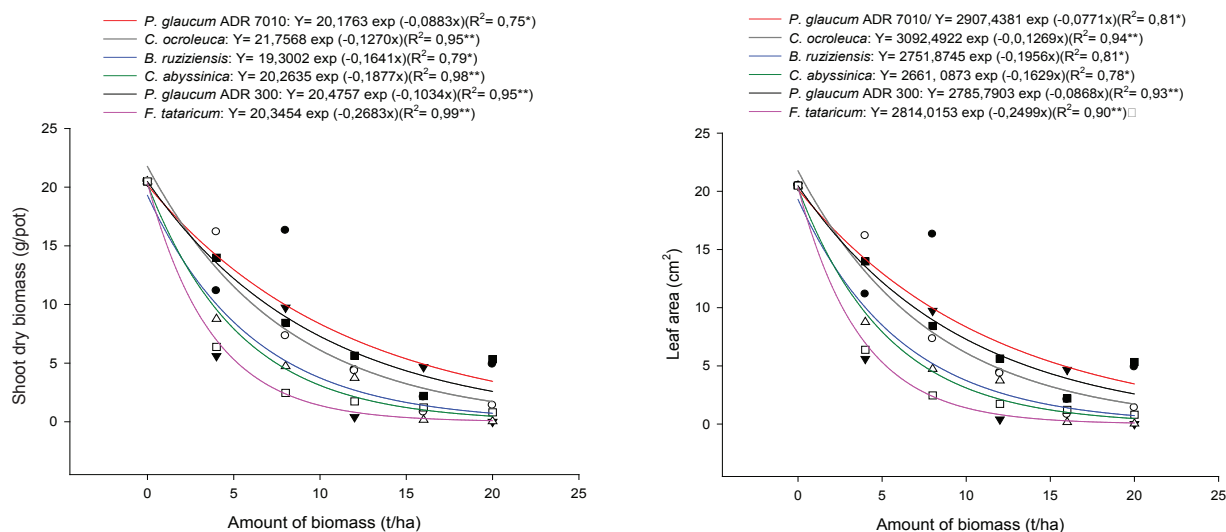 P. glaucum ADR 7010: Y= 20,1763 exp (-0,0883x)(R²= 0,75*)
C. ocroleuca: Y= 21,7568 exp (-0,1270x)(R²= 0,95**)
B. ruziziensis: Y= 19,3002 exp (-0,1641x)(R²= 0,79*)
C. abyssinica: Y= 20,2635 exp (-0,1877x)(R²= 0,98**)
P. glaucum ADR 300: Y= 20,4757 exp (-0,1034x)(R²= 0,95**)
F. tataricum: Y= 20,3454 exp (-0,2683x)(R²= 0,99**)
25
20
15
10
5
0
Shoot dry biomass (g/pot)
0 5 10 15 20 25
Amount of biomass (t/ha)
P. glaucum ADR 7010/ Y= 2907,4381 exp (-0,0771x)(R²= 0,81*)
C. ocroleuca: Y= 3092,4922 exp (-0,0,1269x)(R²= 0,94**)
B. ruziziensis: Y= 2751,8745 exp (-0,1956x)(R²= 0,81*)
C. abyssinica: Y= 2661, 0873 exp (-0,1629x)(R²= 0,78*)
P. glaucum ADR 300: Y= 2785,7903 exp (-0,0868x)(R²= 0,93**)
F. tataricum: Y= 2814,0153 exp (-0,2499x)(R²= 0,90**)□
25
20
15
10
5
0
Leaf area (cm²)
0 5 10 15 20 25
Amount of biomass (t/ha)